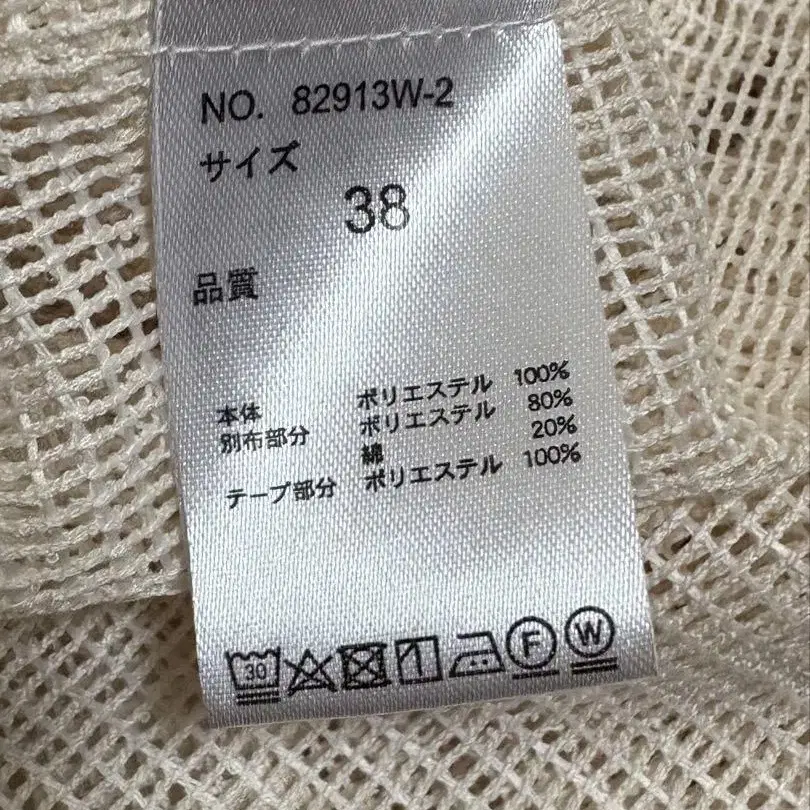 NO. 82913W-2
サイズ
38
品質
本体 ポリエステル 100%
別布部分 ポリエステル 80%
綿 20%
テープ部分 ポリエステル 100%
30 F W